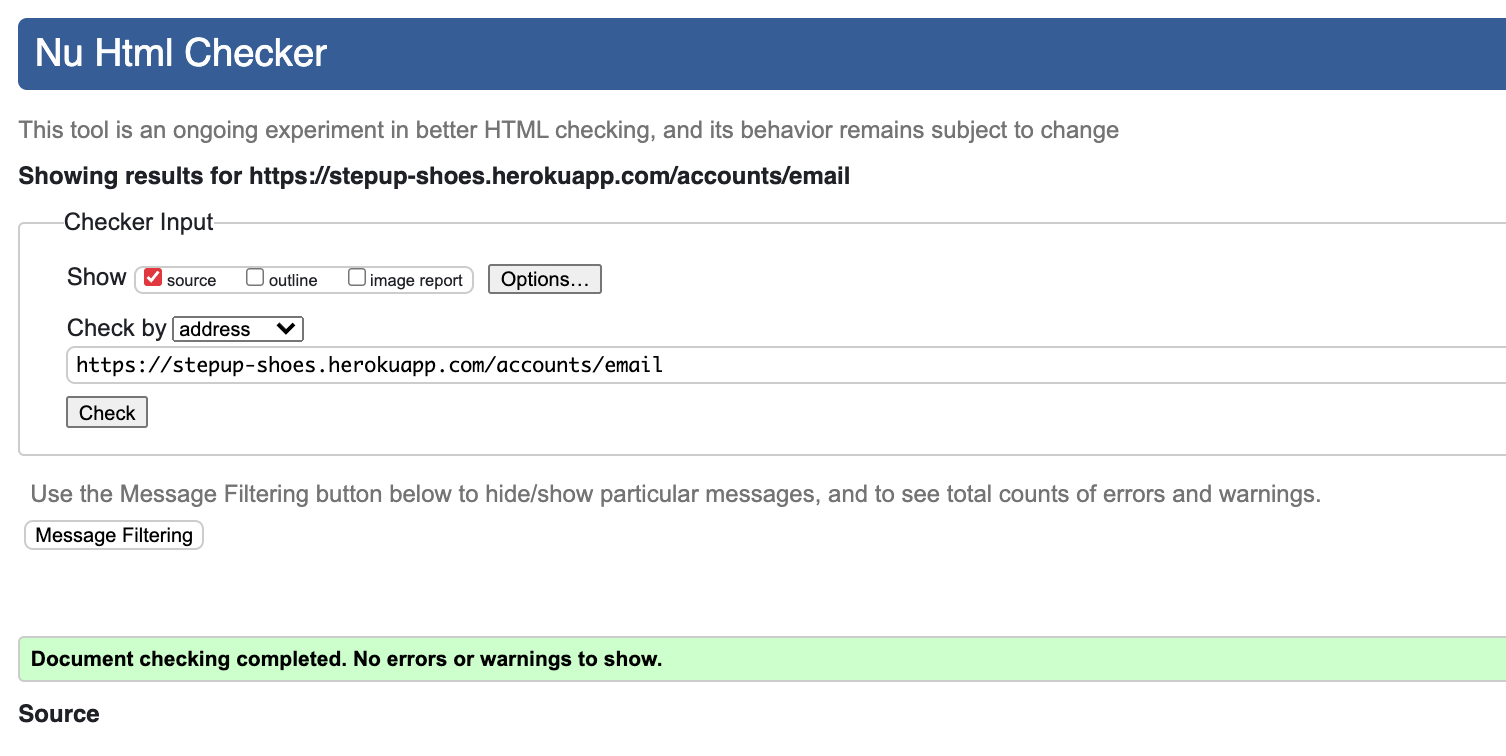 Nu Html Checker
This tool is an ongoing experiment in better HTML checking, and its behavior remains subject to change
Showing results for https://stepup-shoes.herokuapp.com/accounts/email
Checker Input
Show source outline image report Options...
Check by address
https://stepup-shoes.herokuapp.com/accounts/email
Check
Use the Message Filtering button below to hide/show particular messages, and to see total counts of errors and warnings.
Message Filtering
Document checking completed. No errors or warnings to show.
Source